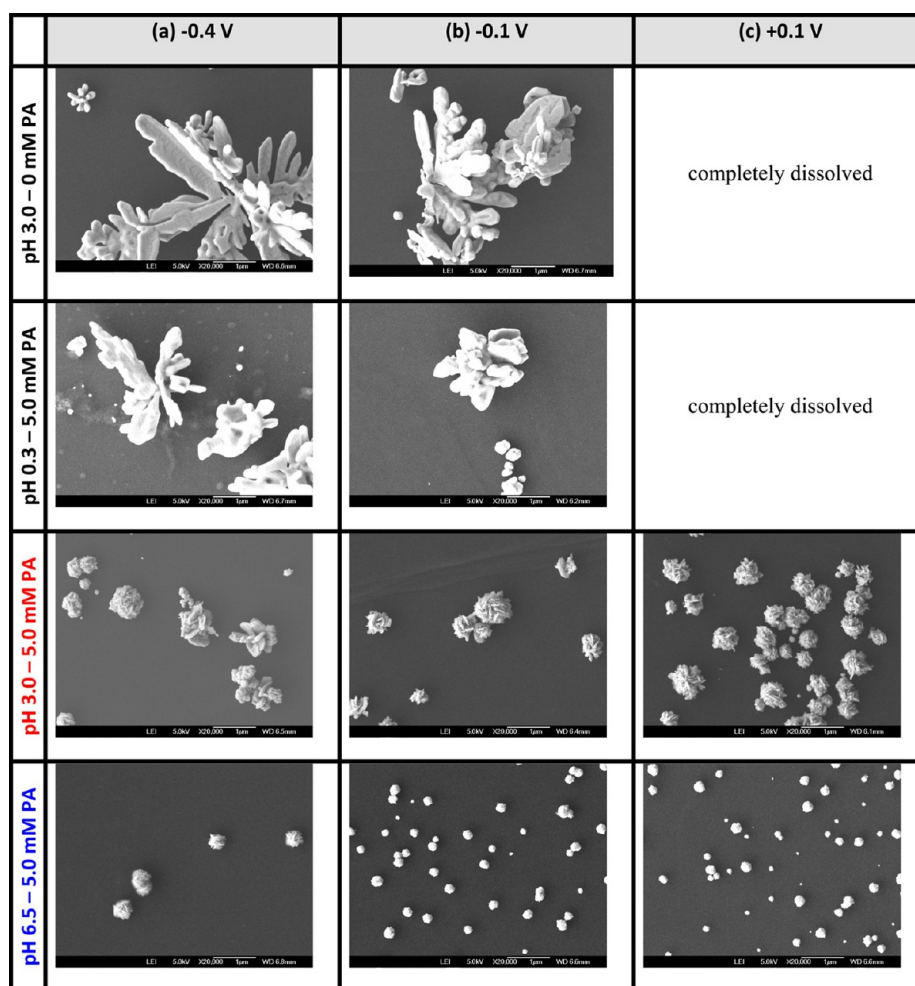 (a) -0.4 V
(b) -0.1 V
(c) +0.1 V
pH 3.0 – 0 mM PA
LEI 5.0kV X20,000 1µm WD 6.9mm
LEI 5.0kV X20,000 1µm WD 6.7mm
completely dissolved
pH 0.3 – 5.0 mM PA
LEI 5.0kV X20,000 1µm WD 6.7mm
LEI 5.0kV X20,000 1µm WD 6.2mm
completely dissolved
pH 3.0 – 5.0 mM PA
LEI 5.0kV X20,000 1µm WD 6.5mm
LEI 5.0kV X20,000 1µm WD 6.4mm
LEI 5.0kV X20,000 1µm WD 6.1mm
pH 6.5 – 5.0 mM PA
LEI 5.0kV X20,000 1µm WD 6.8mm
LEI 5.0kV X20,000 1µm WD 6.6mm
LEI 5.0kV X20,000 1µm WD 6.6mm